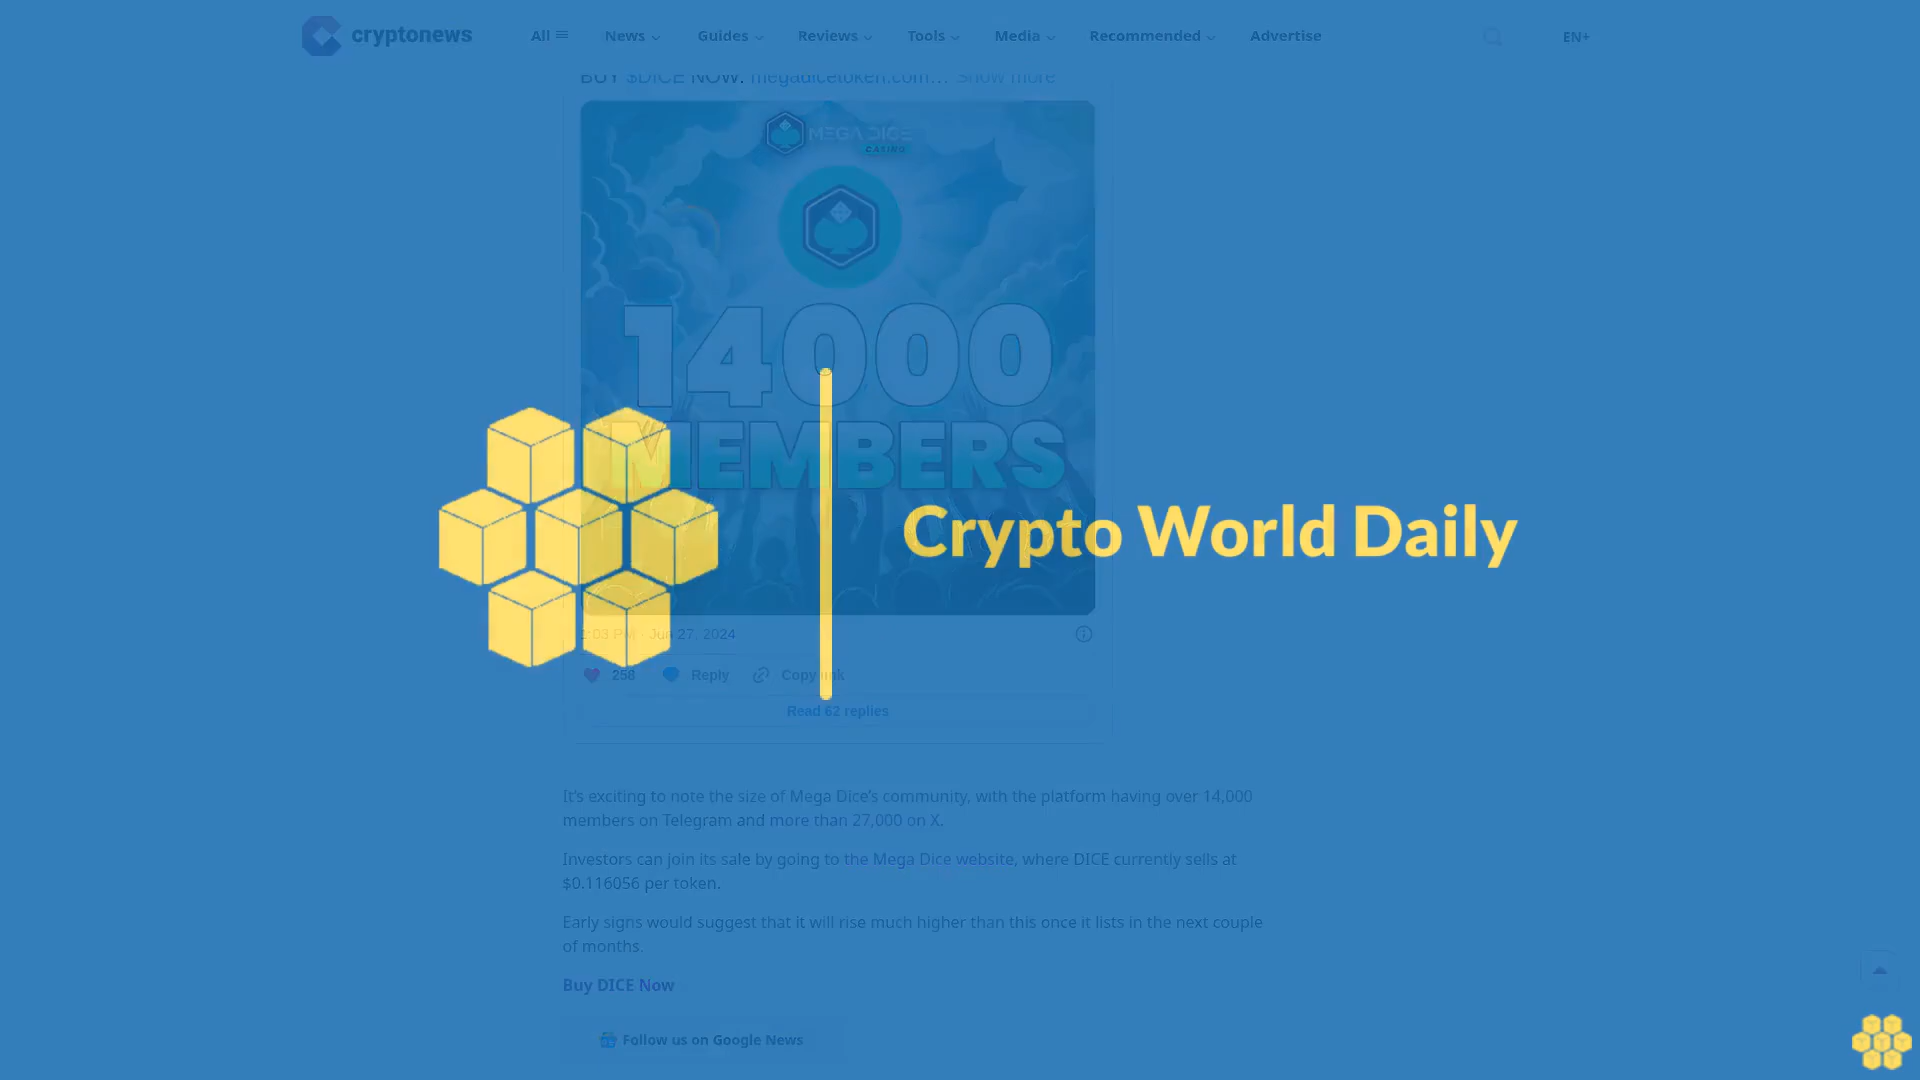 cryptonews
All News Guides Reviews Tools Media Recommended Advertise EN+
BUY $DICE NOW: megadicetoken.com... Show more
MEGA DICE
CASINO
14000
MEMBERS
Crypto World Daily
1:03 PM · Jun 27, 2024
258 Reply Copy link
Read 62 replies
It's exciting to note the size of Mega Dice's community, with the platform having over 14,000
members on Telegram and more than 27,000 on X.
Investors can join its sale by going to the Mega Dice website, where DICE currently sells at
$0.116056 per token.
Early signs would suggest that it will rise much higher than this once it lists in the next couple
of months.
Buy DICE Now
Follow us on Google News